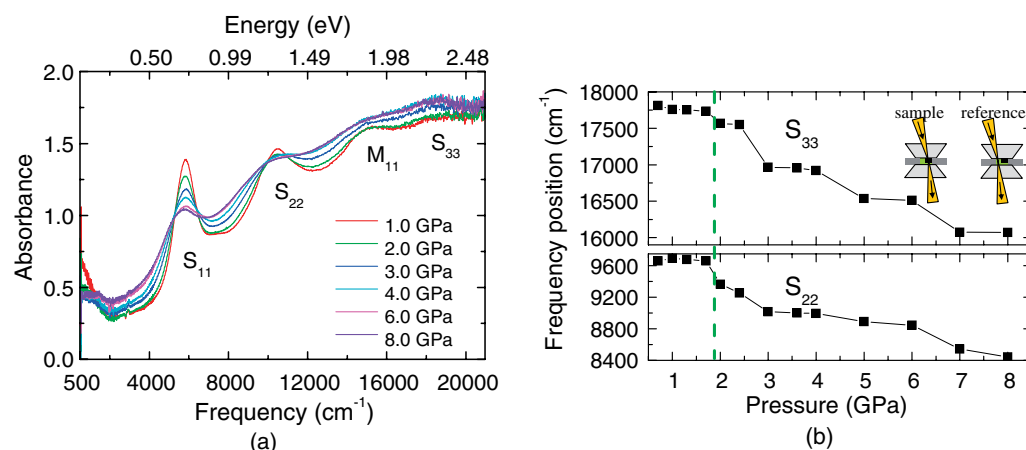 Energy (eV)
0.50 0.99 1.49 1.98 2.48
2.0
1.5
1.0
0.5
0.0
Absorbance
S11
S22
M11
S33
1.0 GPa
2.0 GPa
3.0 GPa
4.0 GPa
6.0 GPa
8.0 GPa
500 4000 8000 12000 16000 20000
Frequency (cm-1)
(a)
Frequency position (cm-1)
18000
17500
17000
16500
16000
S33
sample reference
9600
9000
8400
S22
1 2 3 4 5 6 7 8
Pressure (GPa)
(b)